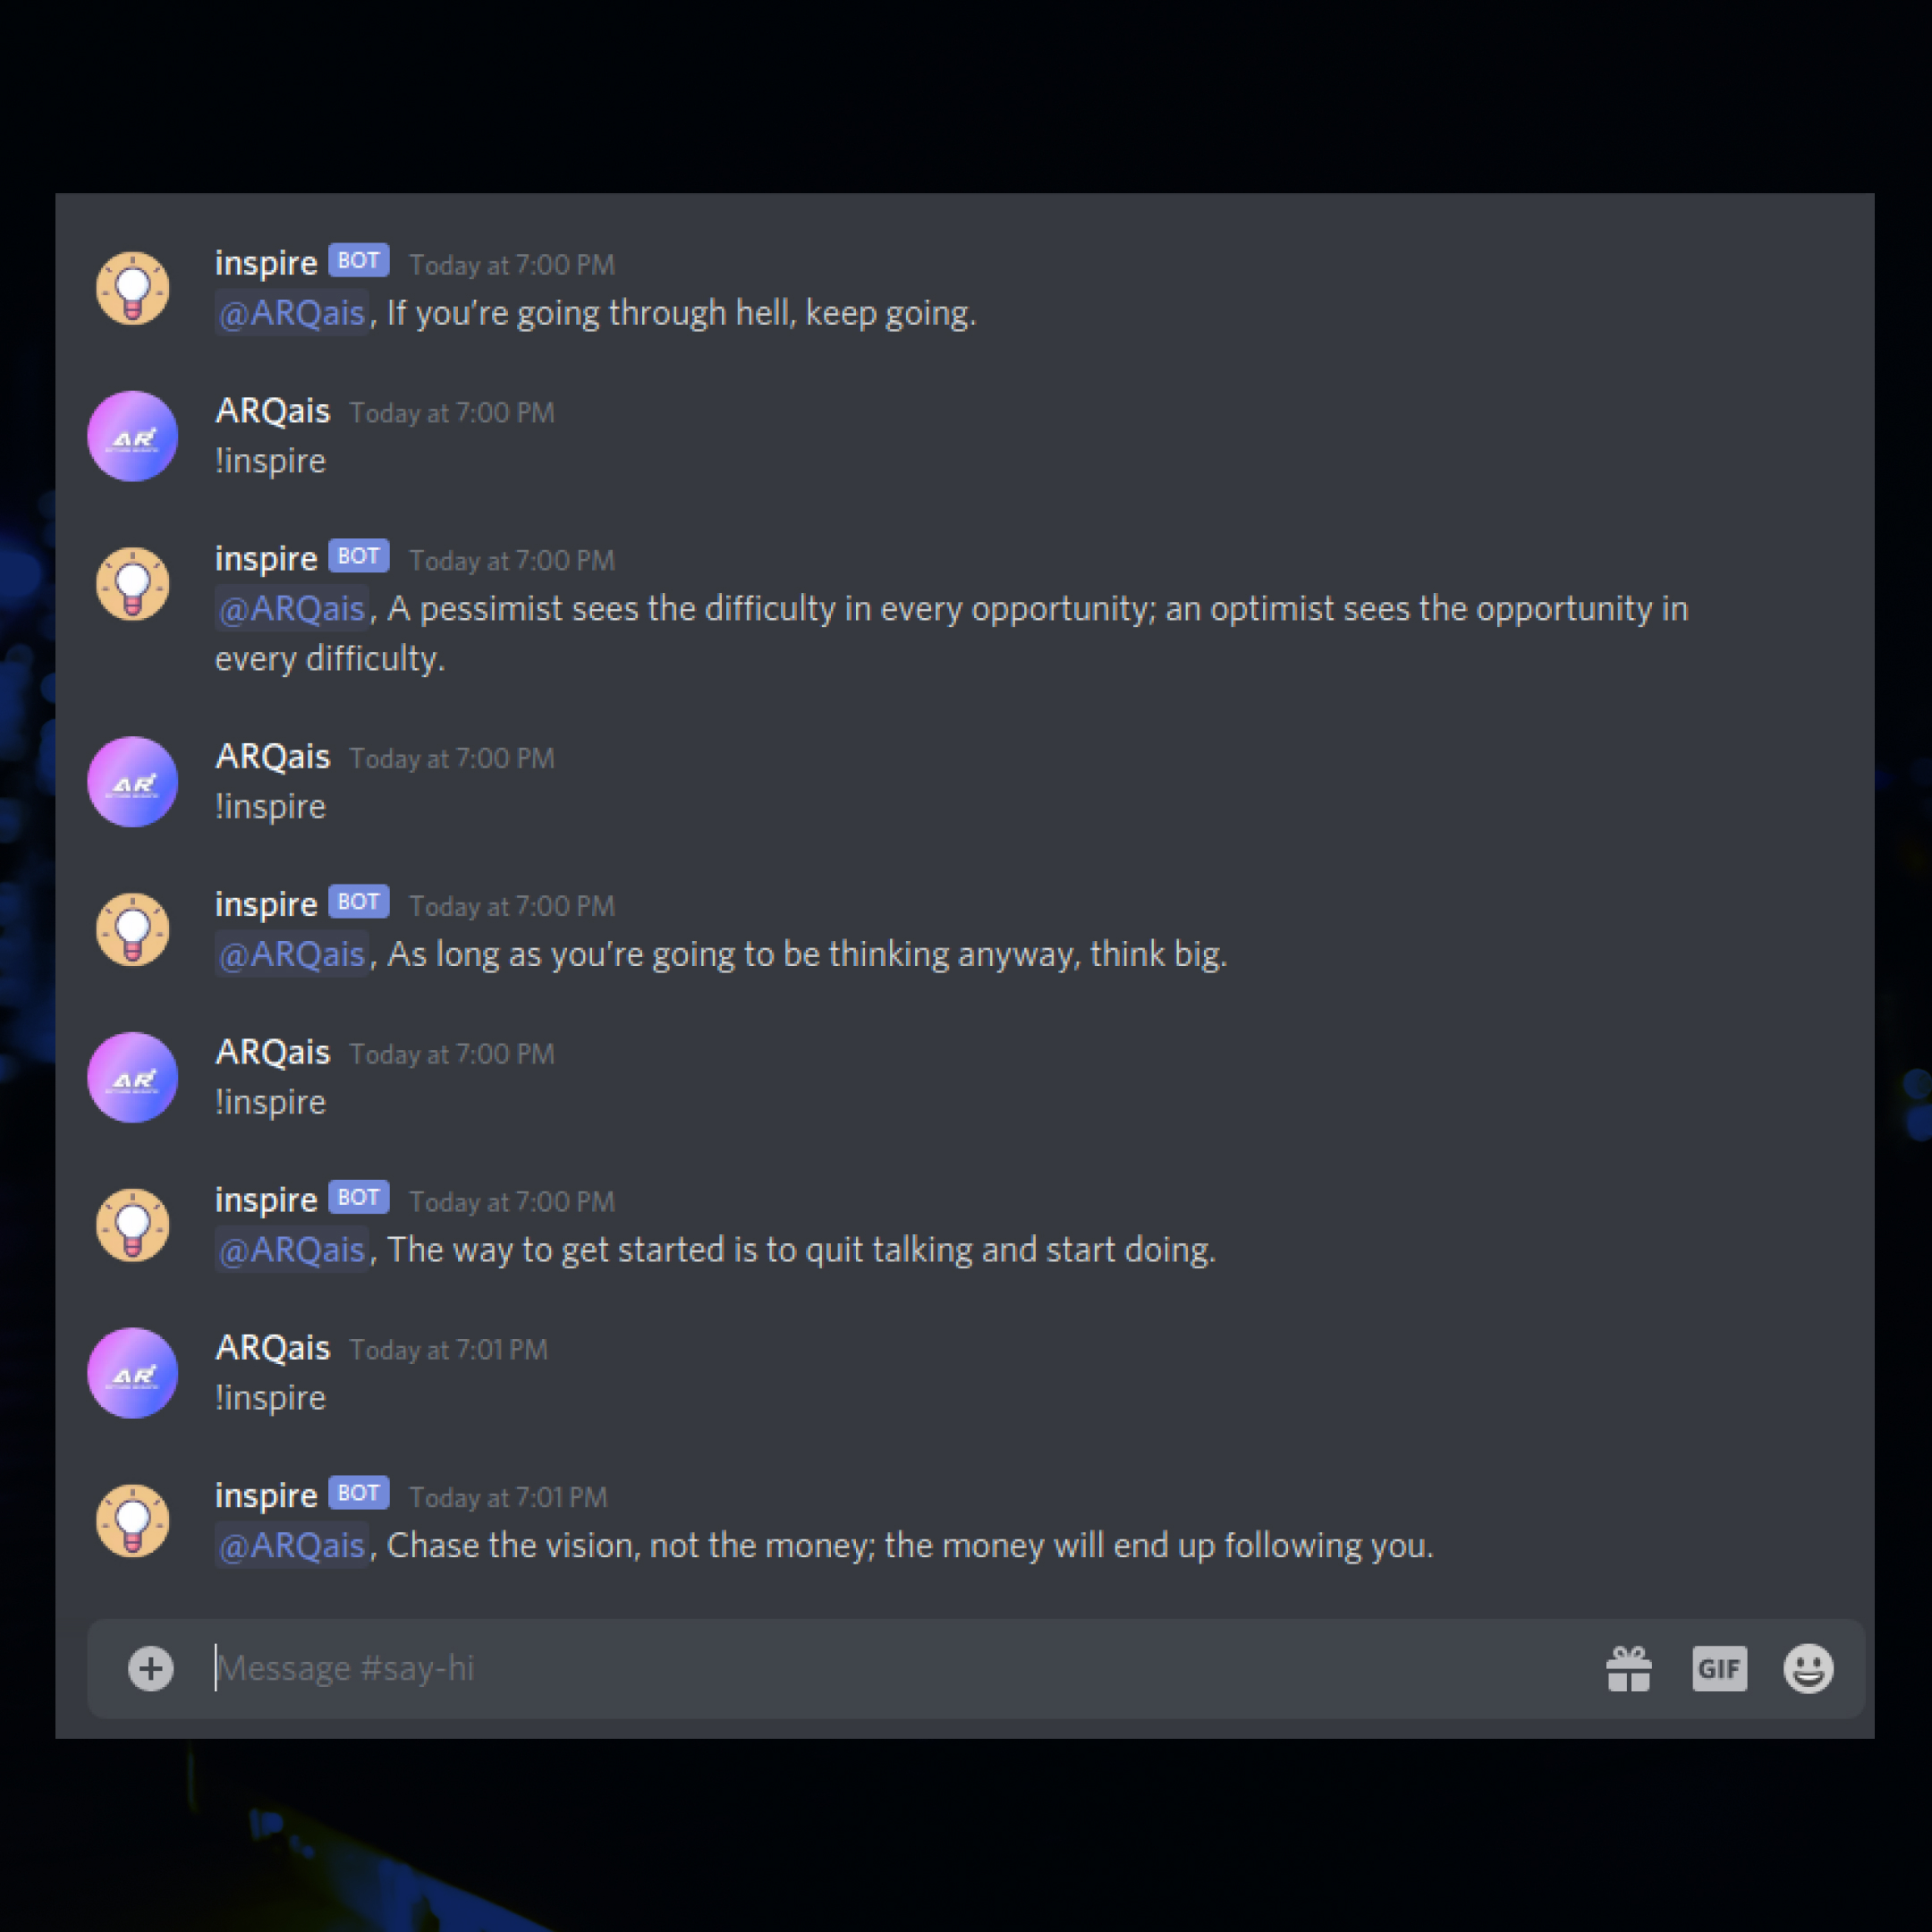 inspire BOT Today at 7:00 PM
@ARQais, If you’re going through hell, keep going.
ARQais Today at 7:00 PM
AR
!inspire
inspire BOT Today at 7:00 PM
@ARQais, A pessimist sees the difficulty in every opportunity; an optimist sees the opportunity in
every difficulty.
ARQais Today at 7:00 PM
AR
!inspire
inspire BOT Today at 7:00 PM
@ARQais, As long as you’re going to be thinking anyway, think big.
ARQais Today at 7:00 PM
AR
!inspire
inspire BOT Today at 7:00 PM
@ARQais, The way to get started is to quit talking and start doing.
ARQais Today at 7:01 PM
AR
!inspire
inspire BOT Today at 7:01 PM
@ARQais, Chase the vision, not the money; the money will end up following you.
Message #say-hi
GIF